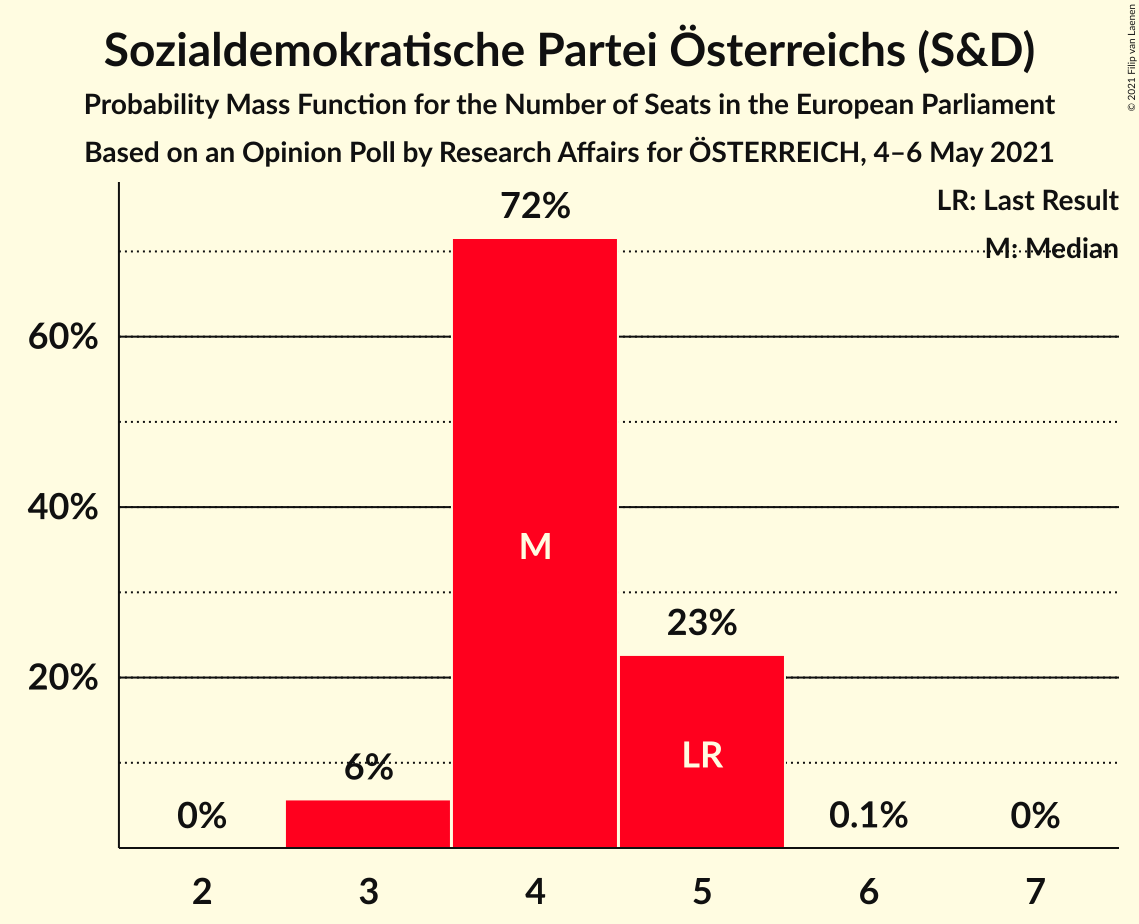 Sozialdemokratische Partei Österreichs (S&D)
Probability Mass Function for the Number of Seats in the European Parliament
Based on an Opinion Poll by Research Affairs for ÖSTERREICH, 4–6 May 2021
© 2021 Filip van Laenen
LR: Last Result
M: Median
72%
60%
40%
M
23%
20%
LR
6%
0%
0.1%
0%
2 3 4 5 6 7